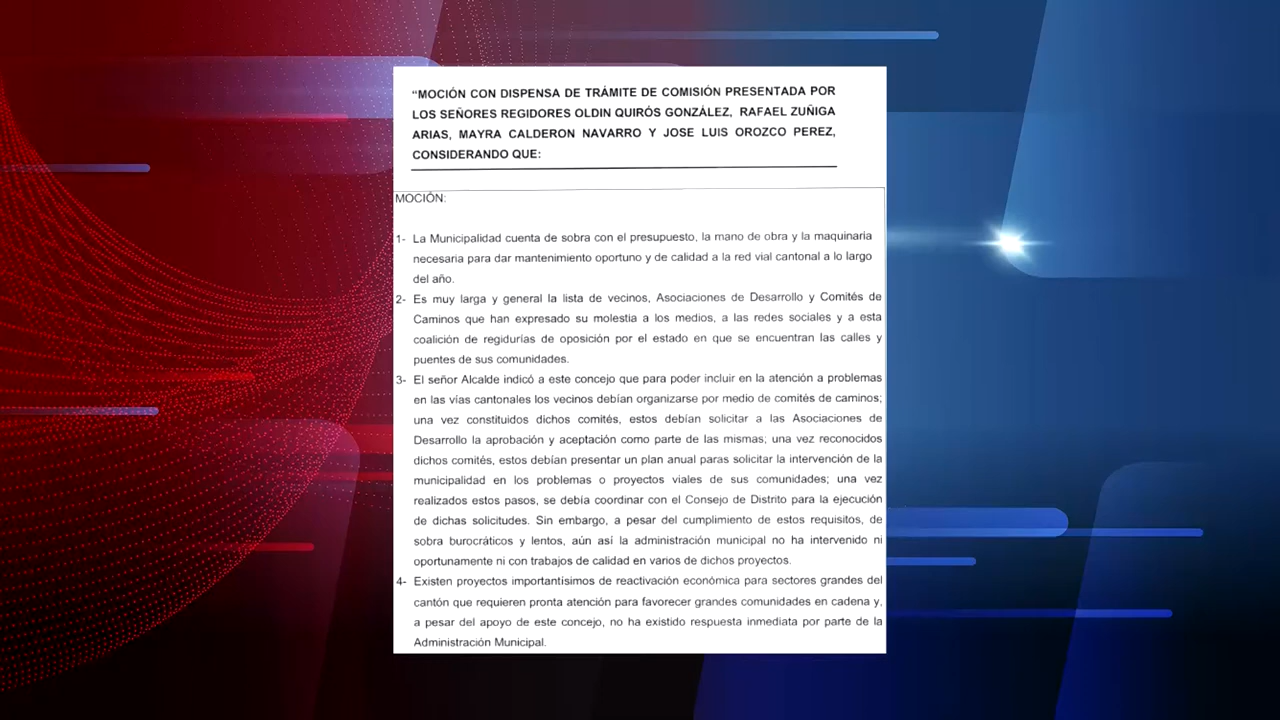 “MOCIÓN CON DISPENSA DE TRÁMITE DE COMISIÓN PRESENTADA POR
LOS SEÑORES REGIDORES OLDIN QUIRÓS GONZÁLEZ, RAFAEL ZUÑIGA
ARIAS, MAYRA CALDERON NAVARRO Y JOSE LUIS OROZCO PEREZ,
CONSIDERANDO QUE:
MOCIÓN:
1- La Municipalidad cuenta de sobra con el presupuesto, la mano de obra y la maquinaria
necesaria para dar mantenimiento oportuno y de calidad a la red vial cantonal a lo largo
del año.
2- Es muy larga y general la lista de vecinos, Asociaciones de Desarrollo y Comités de
Caminos que han expresado su molestia a los medios, a las redes sociales y a esta
coalición de regidurías de oposición por el estado en que se encuentran las calles y
puentes de sus comunidades.
3- El señor Alcalde indicó a este concejo que para poder incluir en la atención a problemas
en las vías cantonales los vecinos debían organizarse por medio de comités de caminos;
una vez constituidos dichos comités, estos debían solicitar a las Asociaciones de
Desarrollo la aprobación y aceptación como parte de las mismas; una vez reconocidos
dichos comités, estos debían presentar un plan anual paras solicitar la intervención de la
municipalidad en los problemas o proyectos viales de sus comunidades; una vez
realizados estos pasos, se debía coordinar con el Consejo de Distrito para la ejecución
de dichas solicitudes. Sin embargo, a pesar del cumplimiento de estos requisitos, de
sobra burocráticos y lentos, aún así la administración municipal no ha intervenido ni
oportunamente ni con trabajos de calidad en varios de dichos proyectos.
4- Existen proyectos importantísimos de reactivación económica para sectores grandes del
cantón que requieren pronta atención para favorecer grandes comunidades en cadena y,
a pesar del apoyo de este concejo, no ha existido respuesta inmediata por parte de la
Administración Municipal.